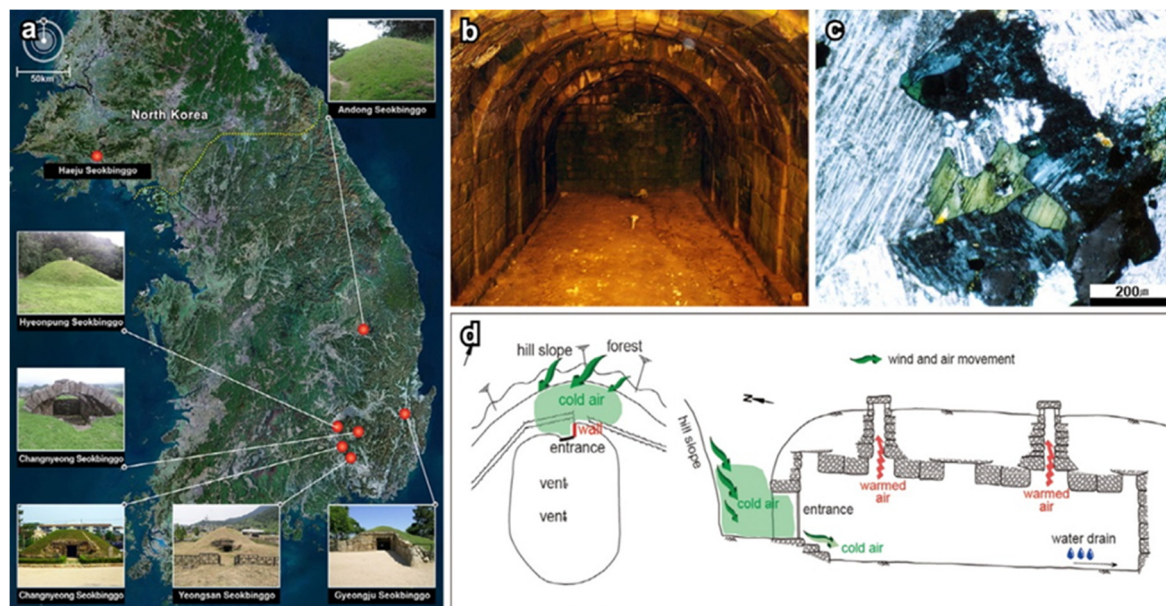 a
50km
North Korea
Haeju Seokbinggo
Andong Seokbinggo
Hyeonpung Seokbinggo
Changnyeong Seokbinggo
Changnyeong Seokbinggo
Yeongsan Seokbinggo
Gyeongju Seokbinggo
b
c
200μm
d
hill slope
forest
cold air
wall
entrance
vent
vent
wind and air movement
N
hill slope
cold air
entrance
cold air
warmed
air
warmed
air
water drain